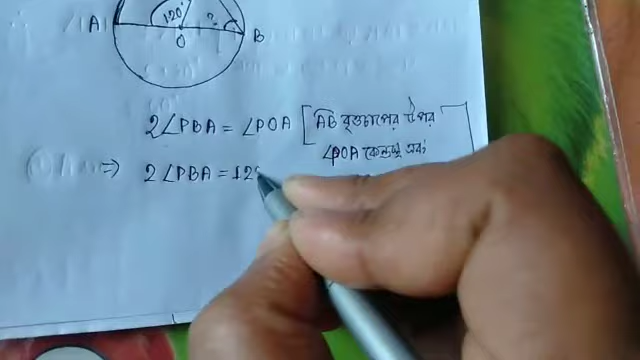 120°
?
A
O
B
2∠PBA = ∠POA [ AB বৃত্তচাপের উপর
∠POA কেন্দ্রস্থ এবং
⇒ 2∠PBA = 12